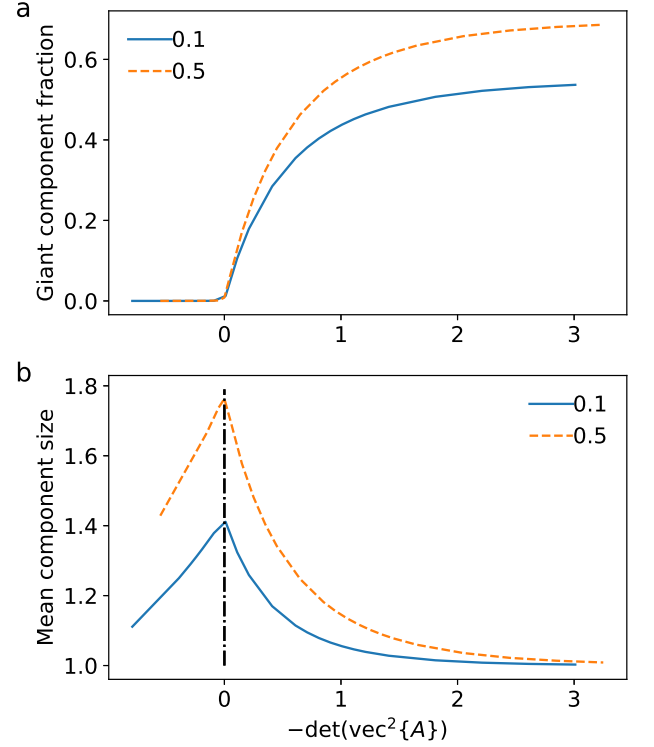 a
Giant component fraction
0.6
0.4
0.2
0.0
0.1
0.5
0 1 2 3
b
Mean component size
1.8
1.6
1.4
1.2
1.0
0.1
0.5
0 1 2 3
−det(vec²{A})